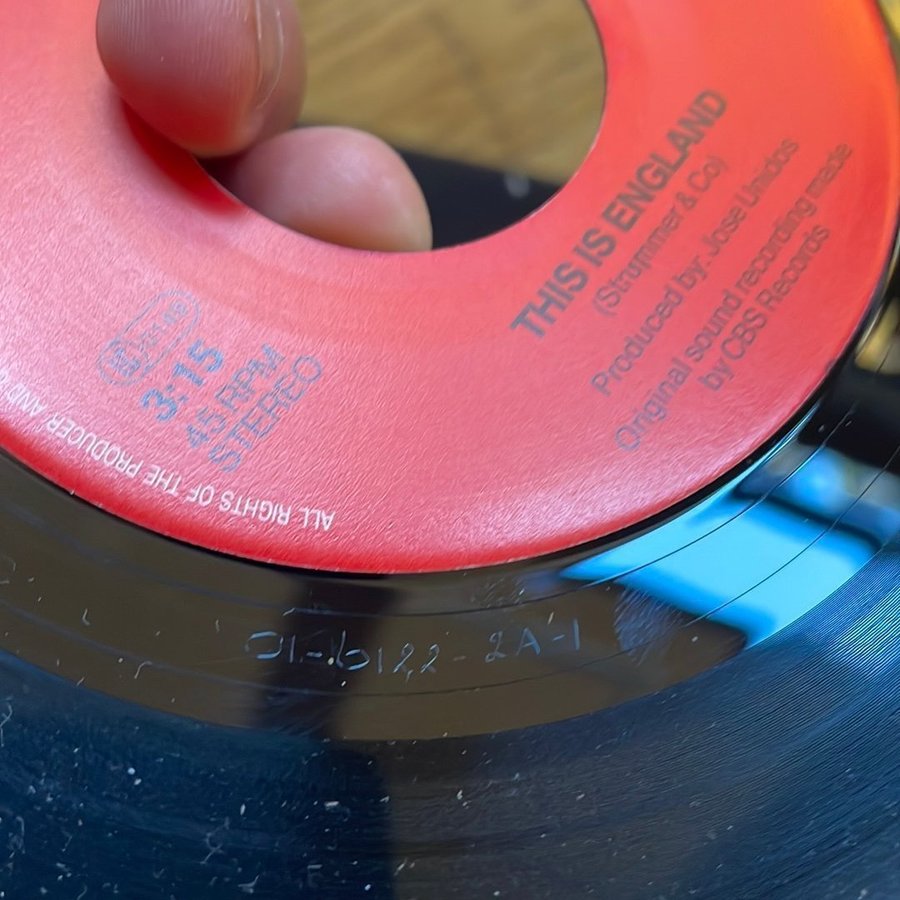 THIS IS ENGLAND
(Strummer & Co)
Produced by: Jose Unidos
Original sound recording made
by CBS Records
3:15
45 RPM
STEREO
ALL RIGHTS OF THE PRODUCER AND
01-6122-2A-1